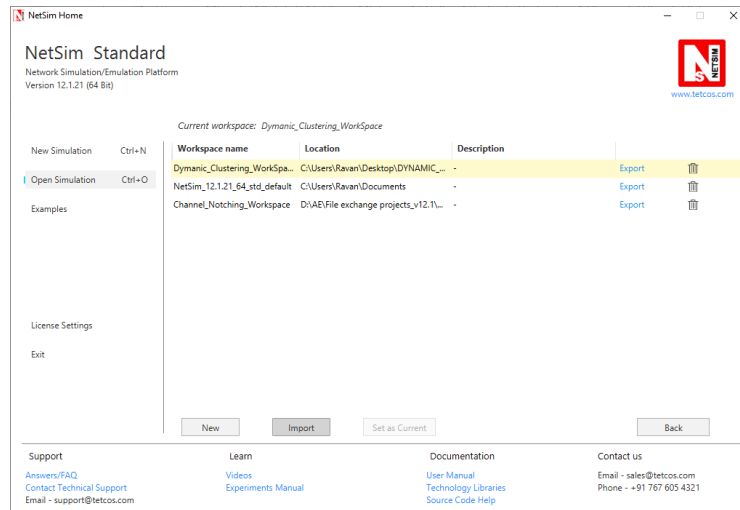 NetSim Home
NetSim Standard
Network Simulation/Emulation Platform
Version 12.1.21 (64 Bit)
NETSIM
NS
www.tetcos.com
Current workspace: Dymanic_Clustering_WorkSpace
New Simulation Ctrl+N
Open Simulation Ctrl+O
Examples
License Settings
Exit
Workspace name Location Description
Dymanic_Clustering_WorkSpa... C:\Users\Ravan\Desktop\DYNAMIC_... - Export
NetSim_12.1.21_64_std_default C:\Users\Ravan\Documents - Export
Channel_Notching_Workspace D:\AE\File exchange projects_v12.1\... - Export
New Import Set as Current Back
Support Learn Documentation Contact us
Answers/FAQ Videos User Manual Email - sales@tetcos.com
Contact Technical Support Experiments Manual Technology Libraries Phone - +91 767 605 4321
Email - support@tetcos.com Source Code Help